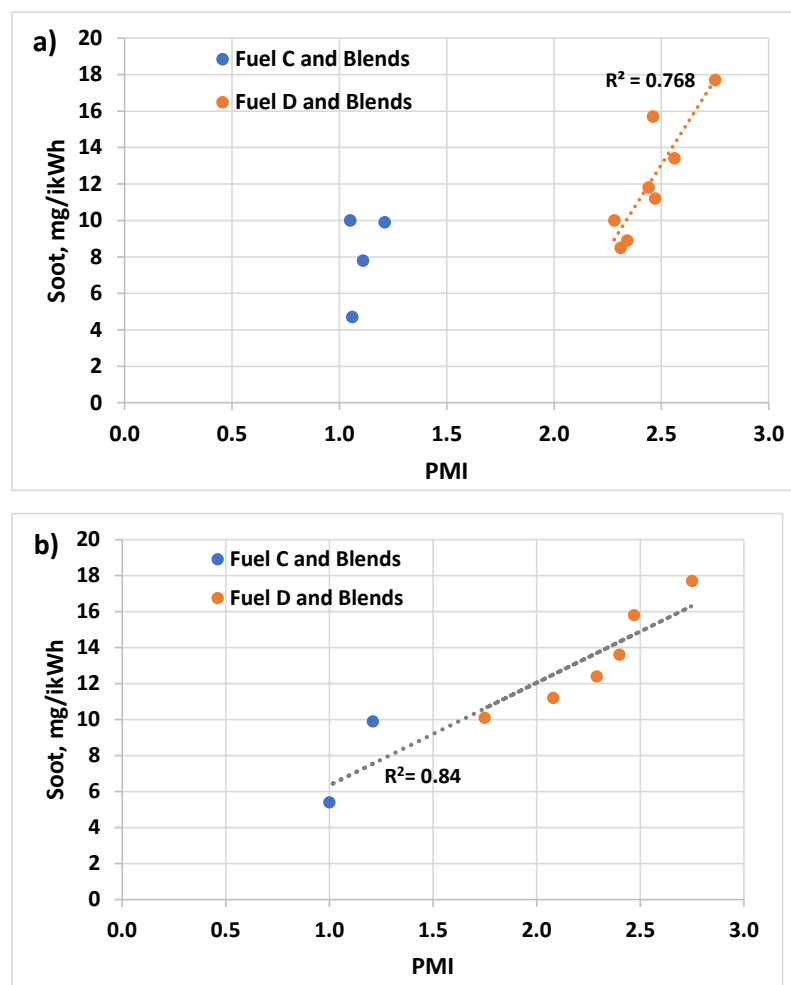 a)
Fuel C and Blends
Fuel D and Blends
R² = 0.768
Soot, mg/ikWh
20
18
16
14
12
10
8
6
4
2
0
0.0 0.5 1.0 1.5 2.0 2.5 3.0
PMI
b)
Fuel C and Blends
Fuel D and Blends
R²= 0.84
Soot, mg/ikWh
20
18
16
14
12
10
8
6
4
2
0
0.0 0.5 1.0 1.5 2.0 2.5 3.0
PMI